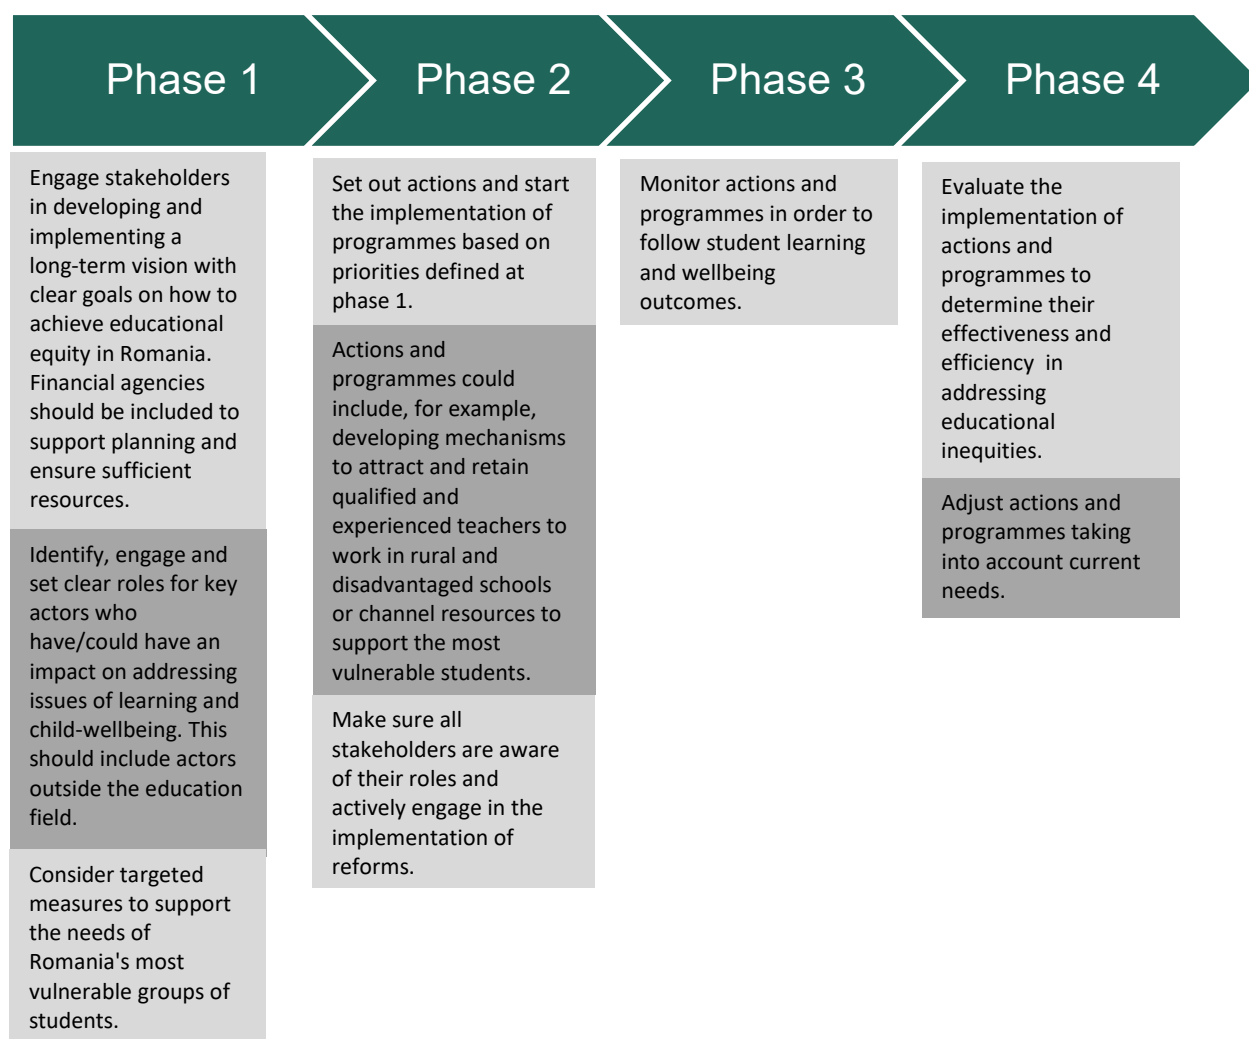 Phase 1
Phase 2
Phase 3
Phase 4
Engage stakeholders
in developing and
implementing a
long-term vision with
clear goals on how to
achieve educational
equity in Romania.
Financial agencies
should be included to
support planning and
ensure sufficient
resources.
Identify, engage and
set clear roles for key
actors who
have/could have an
impact on addressing
issues of learning and
child-wellbeing. This
should include actors
outside the education
field.
Consider targeted
measures to support
the needs of
Romania's most
vulnerable groups of
students.
Set out actions and start
the implementation of
programmes based on
priorities defined at
phase 1.
Actions and
programmes could
include, for example,
developing mechanisms
to attract and retain
qualified and
experienced teachers to
work in rural and
disadvantaged schools
or channel resources to
support the most
vulnerable students.
Make sure all
stakeholders are aware
of their roles and
actively engage in the
implementation of
reforms.
Monitor actions and
programmes in order to
follow student learning
and wellbeing
outcomes.
Evaluate the
implementation of
actions and
programmes to
determine their
effectiveness and
efficiency in
addressing
educational
inequities.
Adjust actions and
programmes taking
into account current
needs.